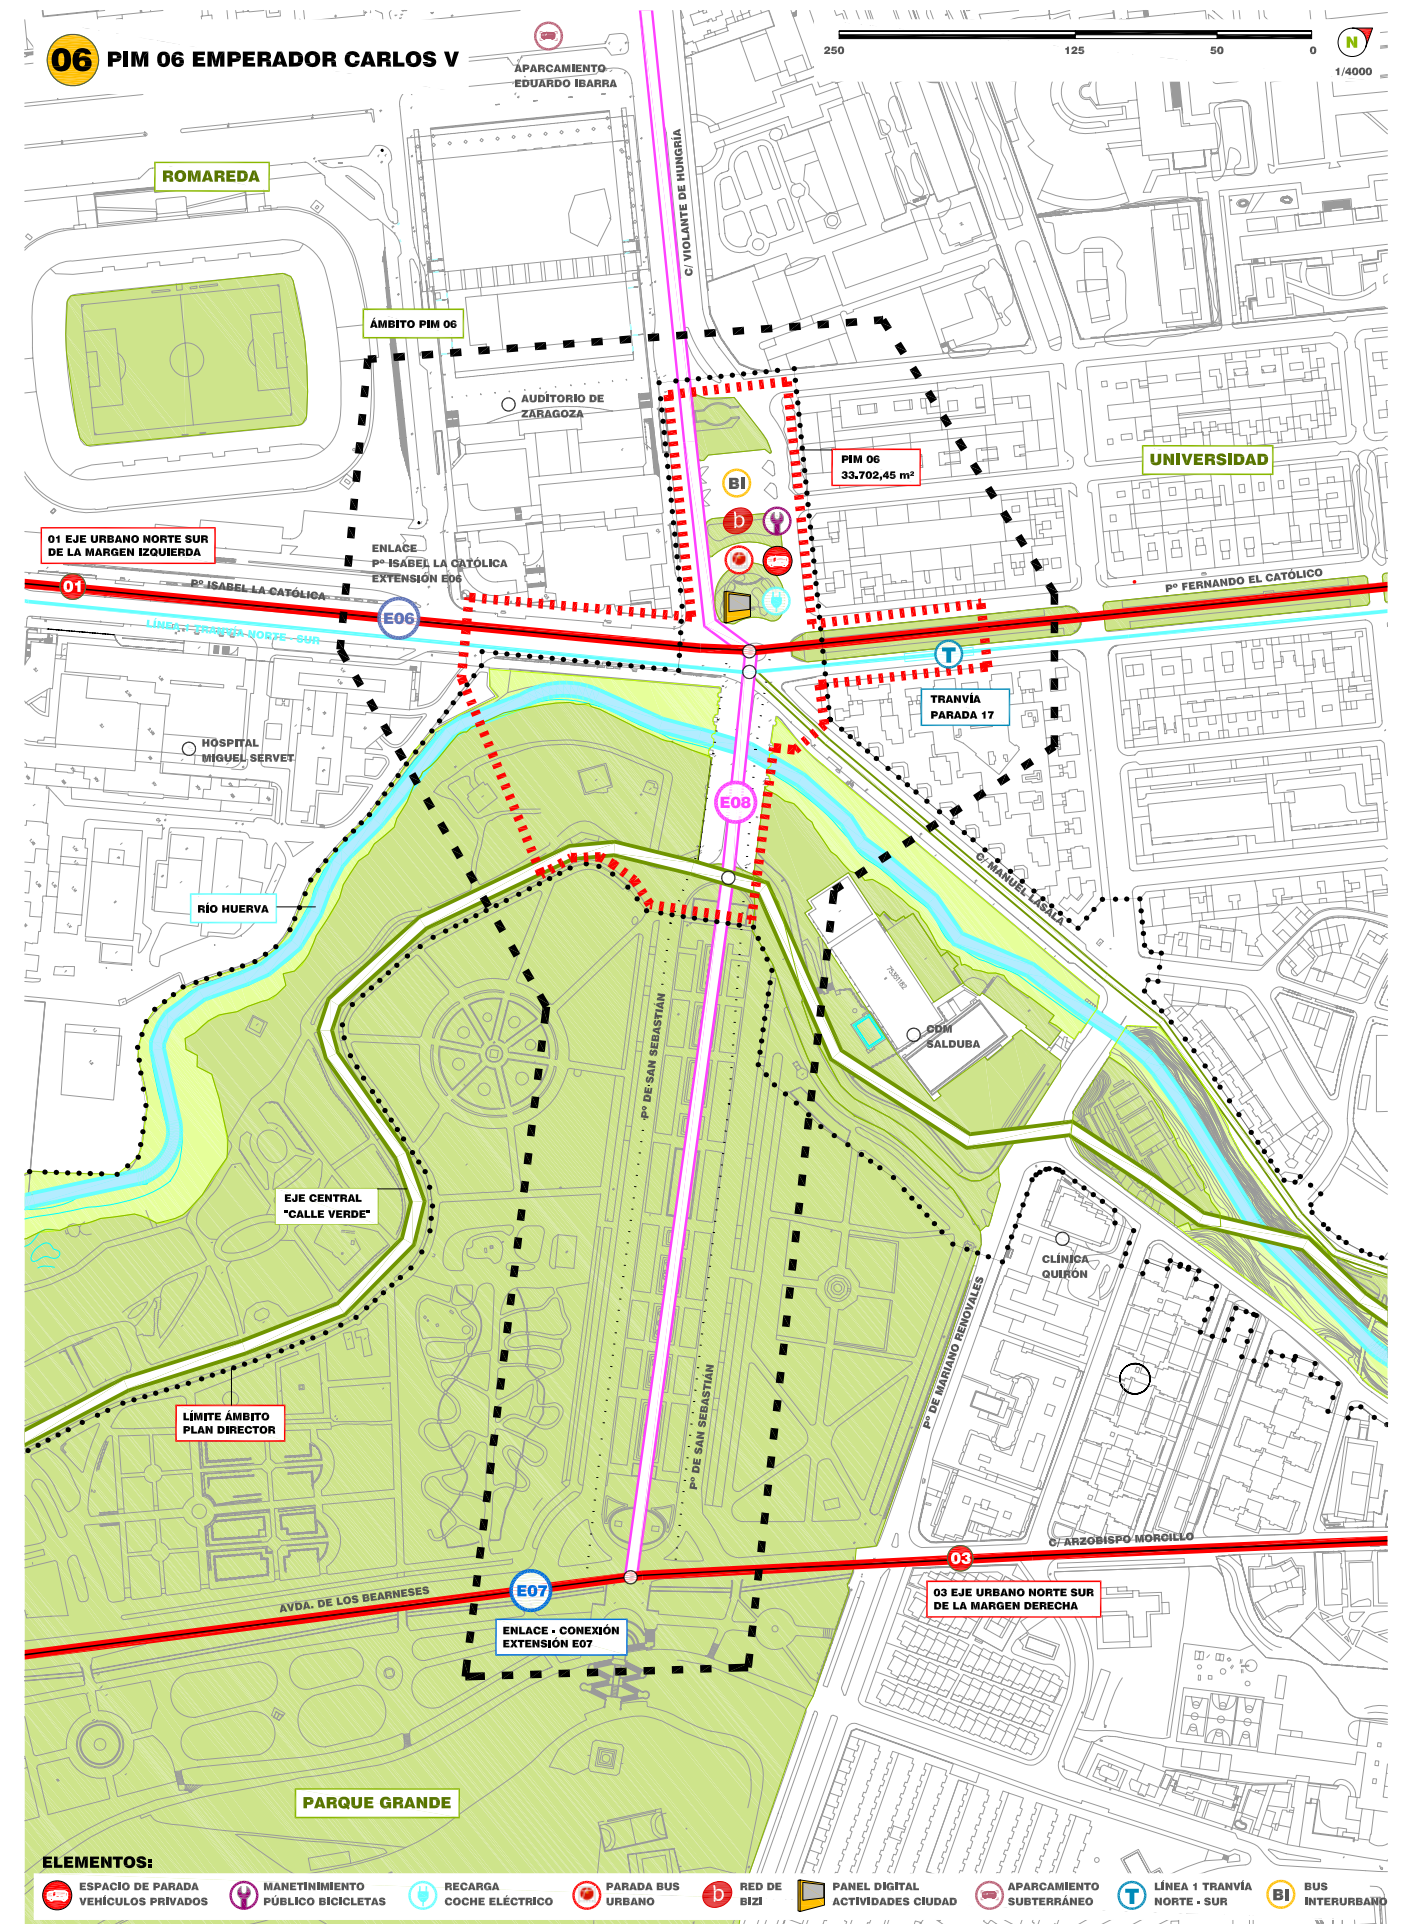 06 PIM 06 EMPERADOR CARLOS V
APARCAMIENTO
EDUARDO IBARRA
250 125 50 0
N
1/4000
ROMAREDA
C/ VIOLANTE DE HUNGRÍA
ÁMBITO PIM 06
AUDITORIO DE
ZARAGOZA
PIM 06
33.702,45 m²
UNIVERSIDAD
BI
b
01 EJE URBANO NORTE SUR
DE LA MARGEN IZQUIERDA
ENLACE
Pº ISABEL LA CATÓLICA
EXTENSIÓN E06
01
Pº ISABEL LA CATÓLICA
E06
Pº FERNANDO EL CATÓLICO
LÍNEA 1 TRANVÍA NORTE - SUR
T
TRANVÍA
PARADA 17
HOSPITAL
MIGUEL SERVET
E08
C/ MANUEL LASALA
RÍO HUERVA
7535102
CDM
SALDUBA
Pº DE SAN SEBASTIÁN
EJE CENTRAL
"CALLE VERDE"
CLÍNICA
QUIRÓN
Pº DE MARIANO RENOVALES
Pº DE SAN SEBASTIÁN
LÍMITE ÁMBITO
PLAN DIRECTOR
C/ ARZOBISPO MORCILLO
03
AVDA. DE LOS BEARNESES
E07
03 EJE URBANO NORTE SUR
DE LA MARGEN DERECHA
ENLACE - CONEXIÓN
EXTENSIÓN E07
PARQUE GRANDE
ELEMENTOS:
ESPACIO DE PARADA
VEHÍCULOS PRIVADOS
MANETINIMIENTO
PÚBLICO BICICLETAS
RECARGA
COCHE ELÉCTRICO
PARADA BUS
URBANO
b
RED DE
BIZI
PANEL DIGITAL
ACTIVIDADES CIUDAD
APARCAMIENTO
SUBTERRÁNEO
T
LÍNEA 1 TRANVÍA
NORTE - SUR
BI
BUS
INTERURBANO